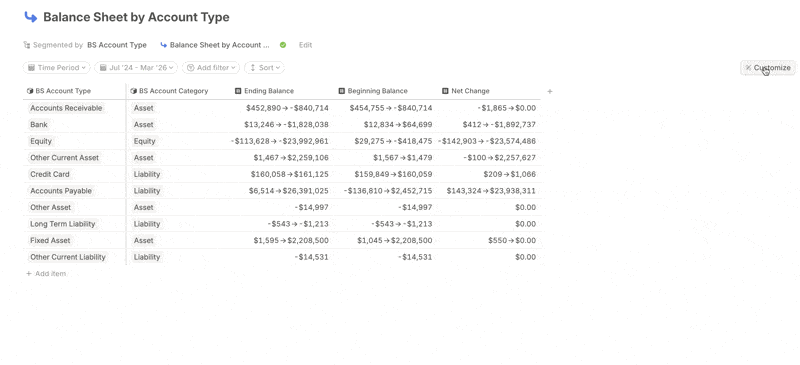 Balance Sheet by Account Type
Segmented by BS Account Type Balance Sheet by Account ... Edit
Time Period Jul '24 - Mar '26 Add filter Sort Customize
BS Account Type BS Account Category Ending Balance Beginning Balance Net Change +
Accounts Receivable Asset $452,890→-$840,714 $454,755→-$840,714 -$1,865→$0.00
Bank Asset $13,246→-$1,828,038 $12,834→$64,699 $412→-$1,892,737
Equity Equity -$113,628→-$23,992,961 $29,275→-$418,475 -$142,903→-$23,574,486
Other Current Asset Asset $1,467→$2,259,106 $1,567→$1,479 -$100→$2,257,627
Credit Card Liability $160,058→$161,125 $159,849→$160,059 $209→$1,066
Accounts Payable Liability $6,514→$26,391,025 -$136,810→$2,452,715 $143,324→$23,938,311
Other Asset Asset -$14,997 -$14,997 $0.00
Long Term Liability Liability -$543→-$1,213 -$543→-$1,213 $0.00
Fixed Asset Asset $1,595→$2,208,500 $1,045→$2,208,500 $550→$0.00
Other Current Liability Liability -$14,531 -$14,531 $0.00
+ Add item